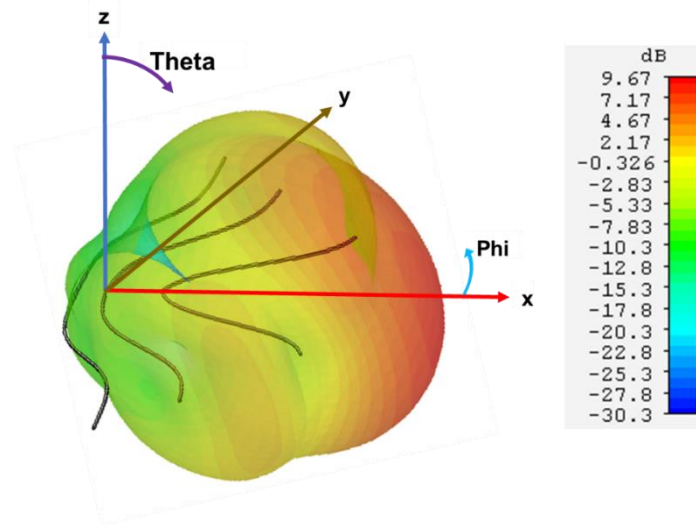 z
Theta
y
Phi
x
dB
9.67
7.17
4.67
2.17
-0.326
-2.83
-5.33
-7.83
-10.3
-12.8
-15.3
-17.8
-20.3
-22.8
-25.3
-27.8
-30.3